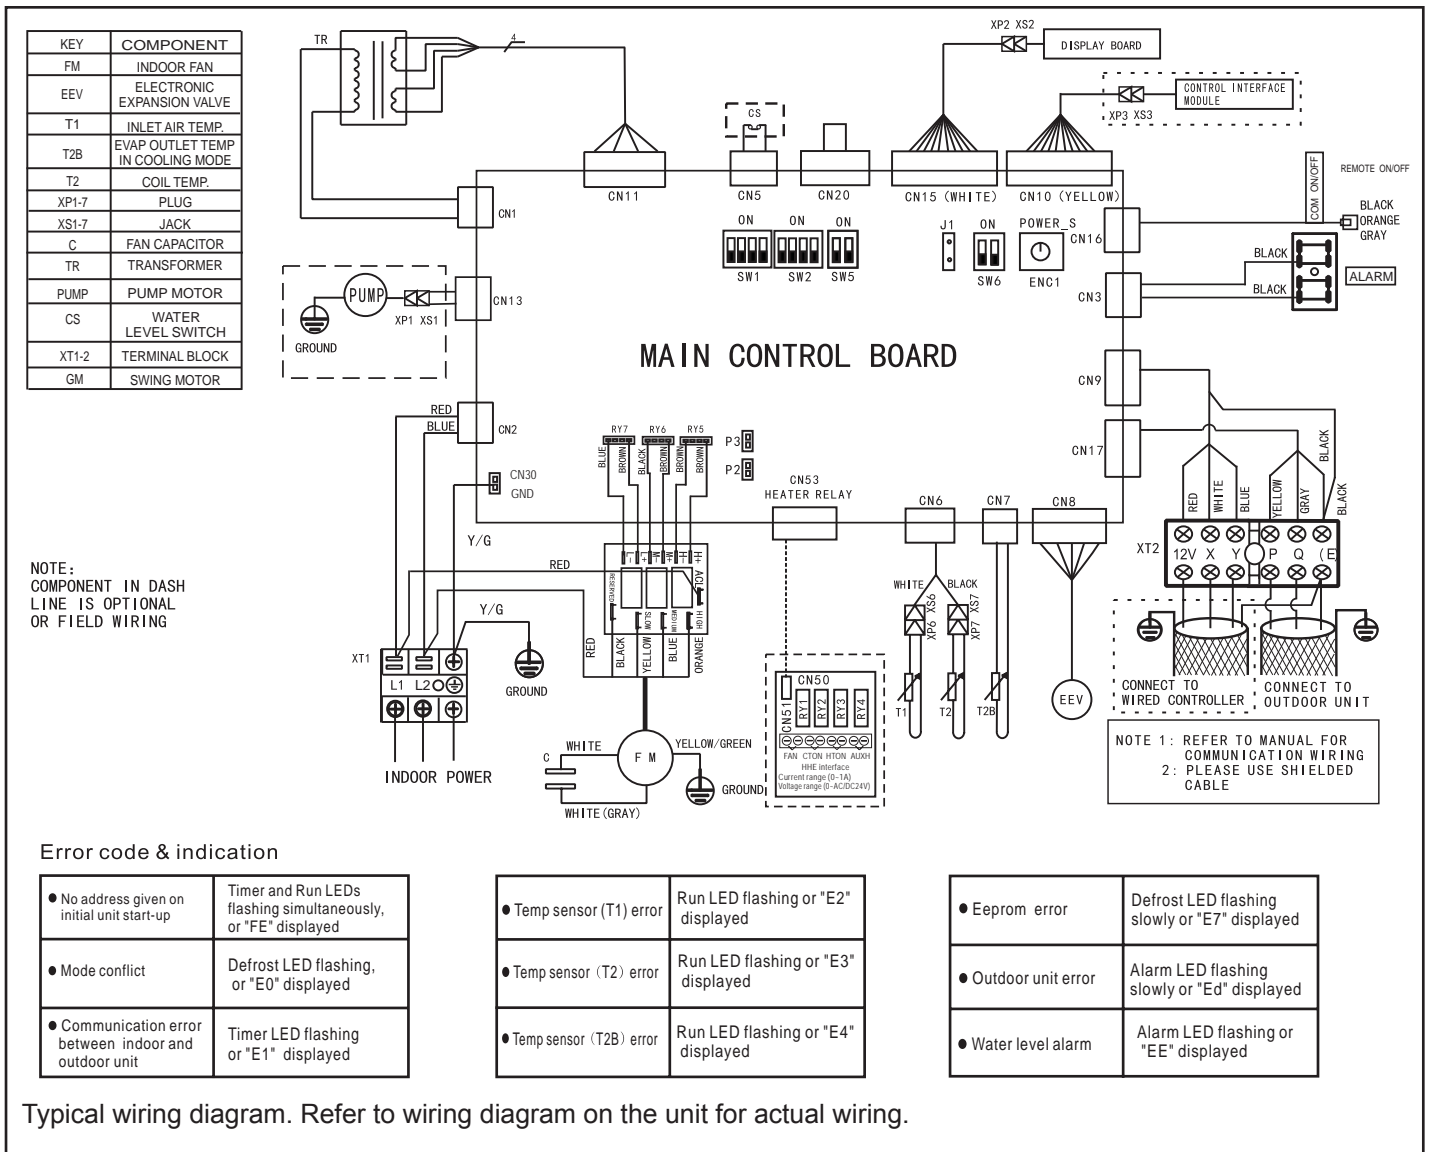 KEY COMPONENT
FM INDOOR FAN
EEV ELECTRONIC
EXPANSION VALVE
T1 INLET AIR TEMP.
T2B EVAP OUTLET TEMP
IN COOLING MODE
T2 COIL TEMP.
XP1-7 PLUG
XS1-7 JACK
C FAN CAPACITOR
TR TRANSFORMER
PUMP PUMP MOTOR
CS WATER
LEVEL SWITCH
XT1-2 TERMINAL BLOCK
GM SWING MOTOR
TR
4
XP2 XS2
DISPLAY BOARD
CONTROL INTERFACE
MODULE
XP3 XS3
CS
CN11
CN5
CN20
CN15 (WHITE)
CN10 (YELLOW)
CN1
ON
SW1
ON
SW2
ON
SW5
J1
ON
SW6
POWER_S
ENC1
CN16
COM ON/OFF
REMOTE ON/OFF
BLACK
ORANGE
GRAY
BLACK
BLACK
ALARM
CN3
PUMP
XP1 XS1
GROUND
CN13
MAIN CONTROL BOARD
CN9
CN17
RED
BLUE
CN2
CN30
GND
Y/G
RY7
RY6
RY5
BLUE
BROWN
BLACK
BROWN
BROWN
BROWN
P3
P2
CN53
HEATER RELAY
CN6
CN7
CN8
RED
WHITE
BLUE
YELLOW
GRAY
BLACK
BLACK
XT2
12V X Y P Q (E)
NOTE:
COMPONENT IN DASH
LINE IS OPTIONAL
OR FIELD WIRING
RED
Y/G
L- L+ M- M+ H- H+
ACL
RESERVED
SLOW
MEDIUM
HIGH
RED
BLACK
YELLOW
BLUE
ORANGE
XT1
L1 L2
INDOOR POWER
GROUND
C
WHITE
WHITE(GRAY)
F M
YELLOW/GREEN
GROUND
CN50
CN51
RY1
RY2
RY3
RY4
FAN CTON HTON AUXH
HHE interface
Current range (0-1A)
Voltage range (0-AC/DC24V)
WHITE
BLACK
XP6 XS6
XP7 XS7
T1
T2
T2B
EEV
CONNECT TO
WIRED CONTROLLER
CONNECT TO
OUTDOOR UNIT
NOTE 1: REFER TO MANUAL FOR
COMMUNICATION WIRING
2: PLEASE USE SHIELDED
CABLE
Error code & indication
● No address given on
initial unit start-up
Timer and Run LEDs
flashing simultaneously,
or "FE" displayed
● Mode conflict
Defrost LED flashing,
or "E0" displayed
● Communication error
between indoor and
outdoor unit
Timer LED flashing
or "E1" displayed
● Temp sensor (T1) error
Run LED flashing or "E2"
displayed
● Temp sensor (T2) error
Run LED flashing or "E3"
displayed
● Temp sensor (T2B) error
Run LED flashing or "E4"
displayed
● Eeprom error
Defrost LED flashing
slowly or "E7" displayed
● Outdoor unit error
Alarm LED flashing
slowly or "Ed" displayed
● Water level alarm
Alarm LED flashing or
"EE" displayed
Typical wiring diagram. Refer to wiring diagram on the unit for actual wiring.